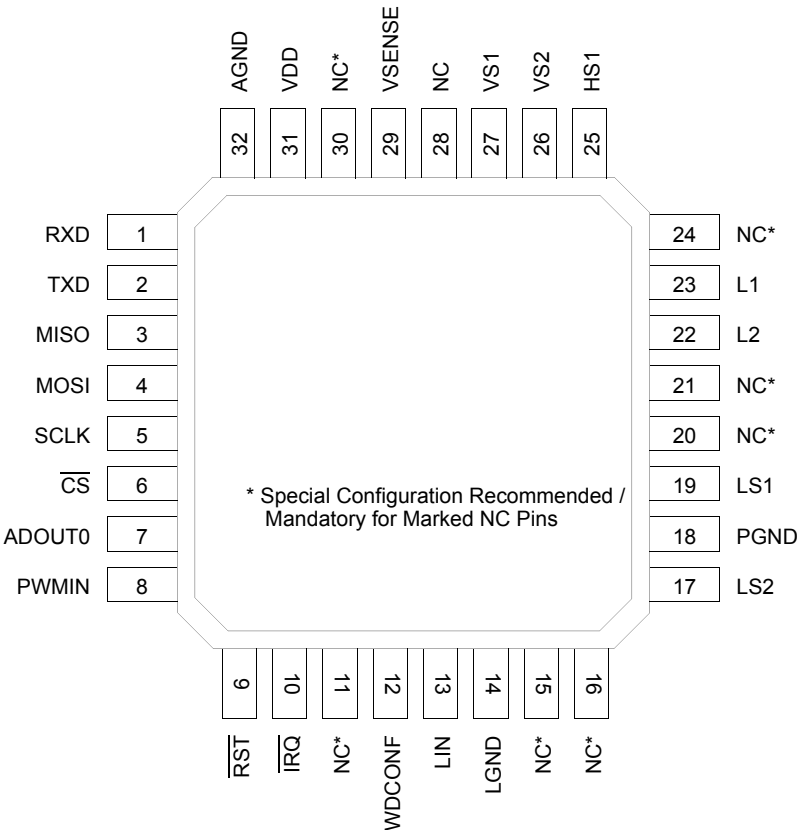 AGND VDD NC* VSENSE NC VS1 VS2 HS1
32 31 30 29 28 27 26 25
RXD 1
TXD 2
MISO 3
MOSI 4
SCLK 5
CS 6
ADOUT0 7
PWMIN 8
24 NC*
23 L1
22 L2
21 NC*
20 NC*
19 LS1
18 PGND
17 LS2
* Special Configuration Recommended /
Mandatory for Marked NC Pins
9 10 11 12 13 14 15 16
RST IRQ NC* WDCONF LIN LGND NC* NC*